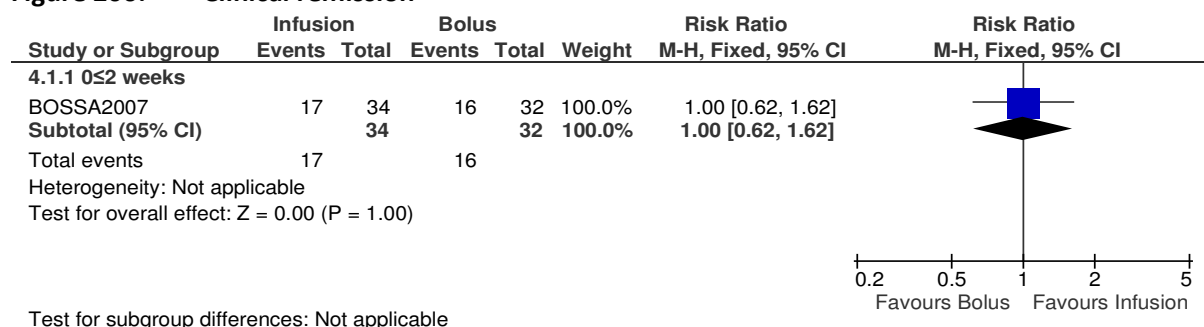 Infusion Bolus Risk Ratio Risk Ratio
Study or Subgroup Events Total Events Total Weight M-H, Fixed, 95% CI M-H, Fixed, 95% CI
4.1.1 0≤2 weeks
BOSSA2007 17 34 16 32 100.0% 1.00 [0.62, 1.62]
Subtotal (95% CI) 34 32 100.0% 1.00 [0.62, 1.62]
Total events 17 16
Heterogeneity: Not applicable
Test for overall effect: Z = 0.00 (P = 1.00)
0.2 0.5 1 2 5
Favours Bolus Favours Infusion
Test for subgroup differences: Not applicable